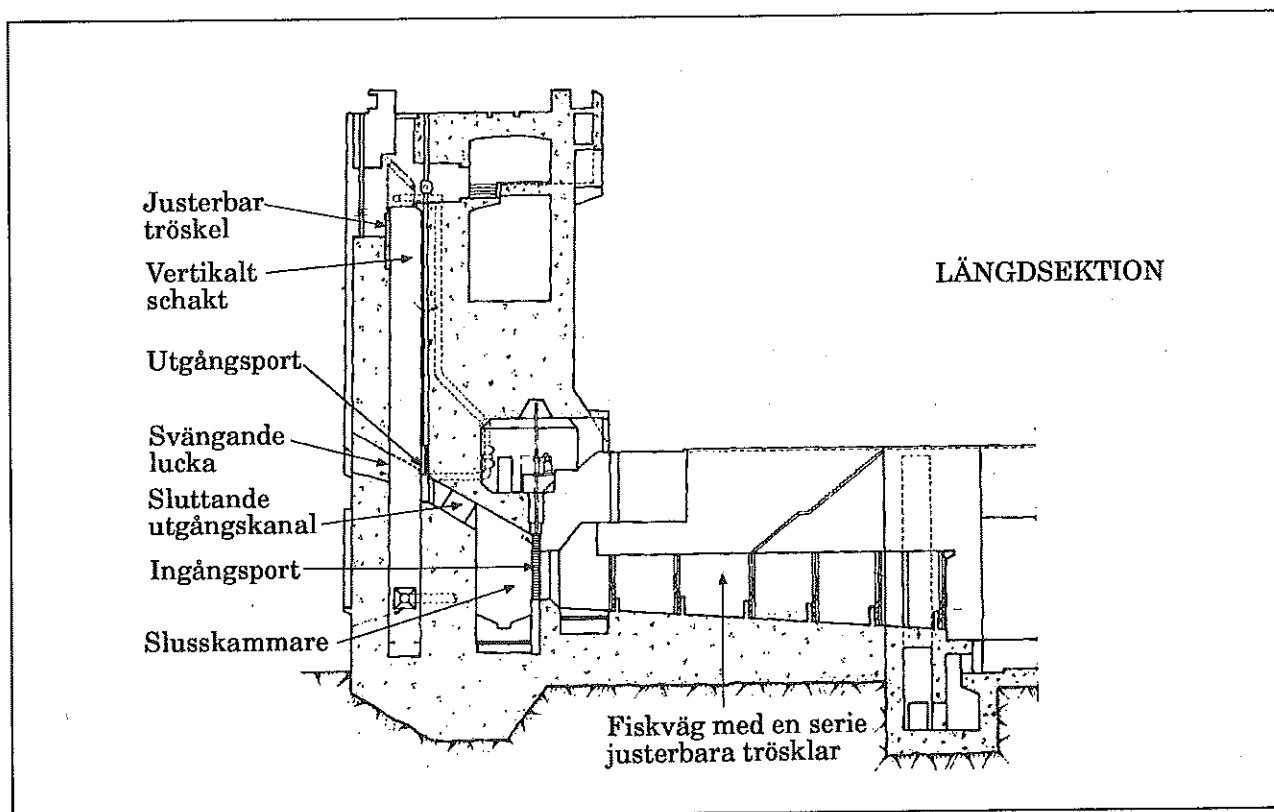 Justerbar
tröskel
Vertikalt
schakt
LÄNGDSEKTION
Utgångsport
Svängande
lucka
Sluttande
utgångskanal
Ingångsport
Slusskammare
Fiskväg med en serie
justerbara trösklar